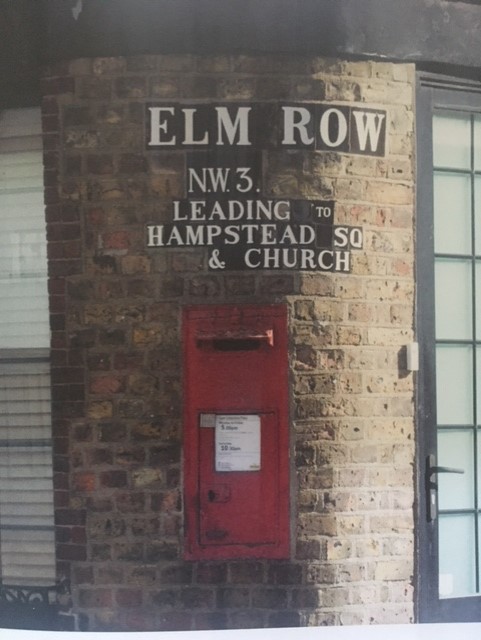 ELM ROW
N.W.3.
LEADING TO
HAMPSTEAD SQ
& CHURCH